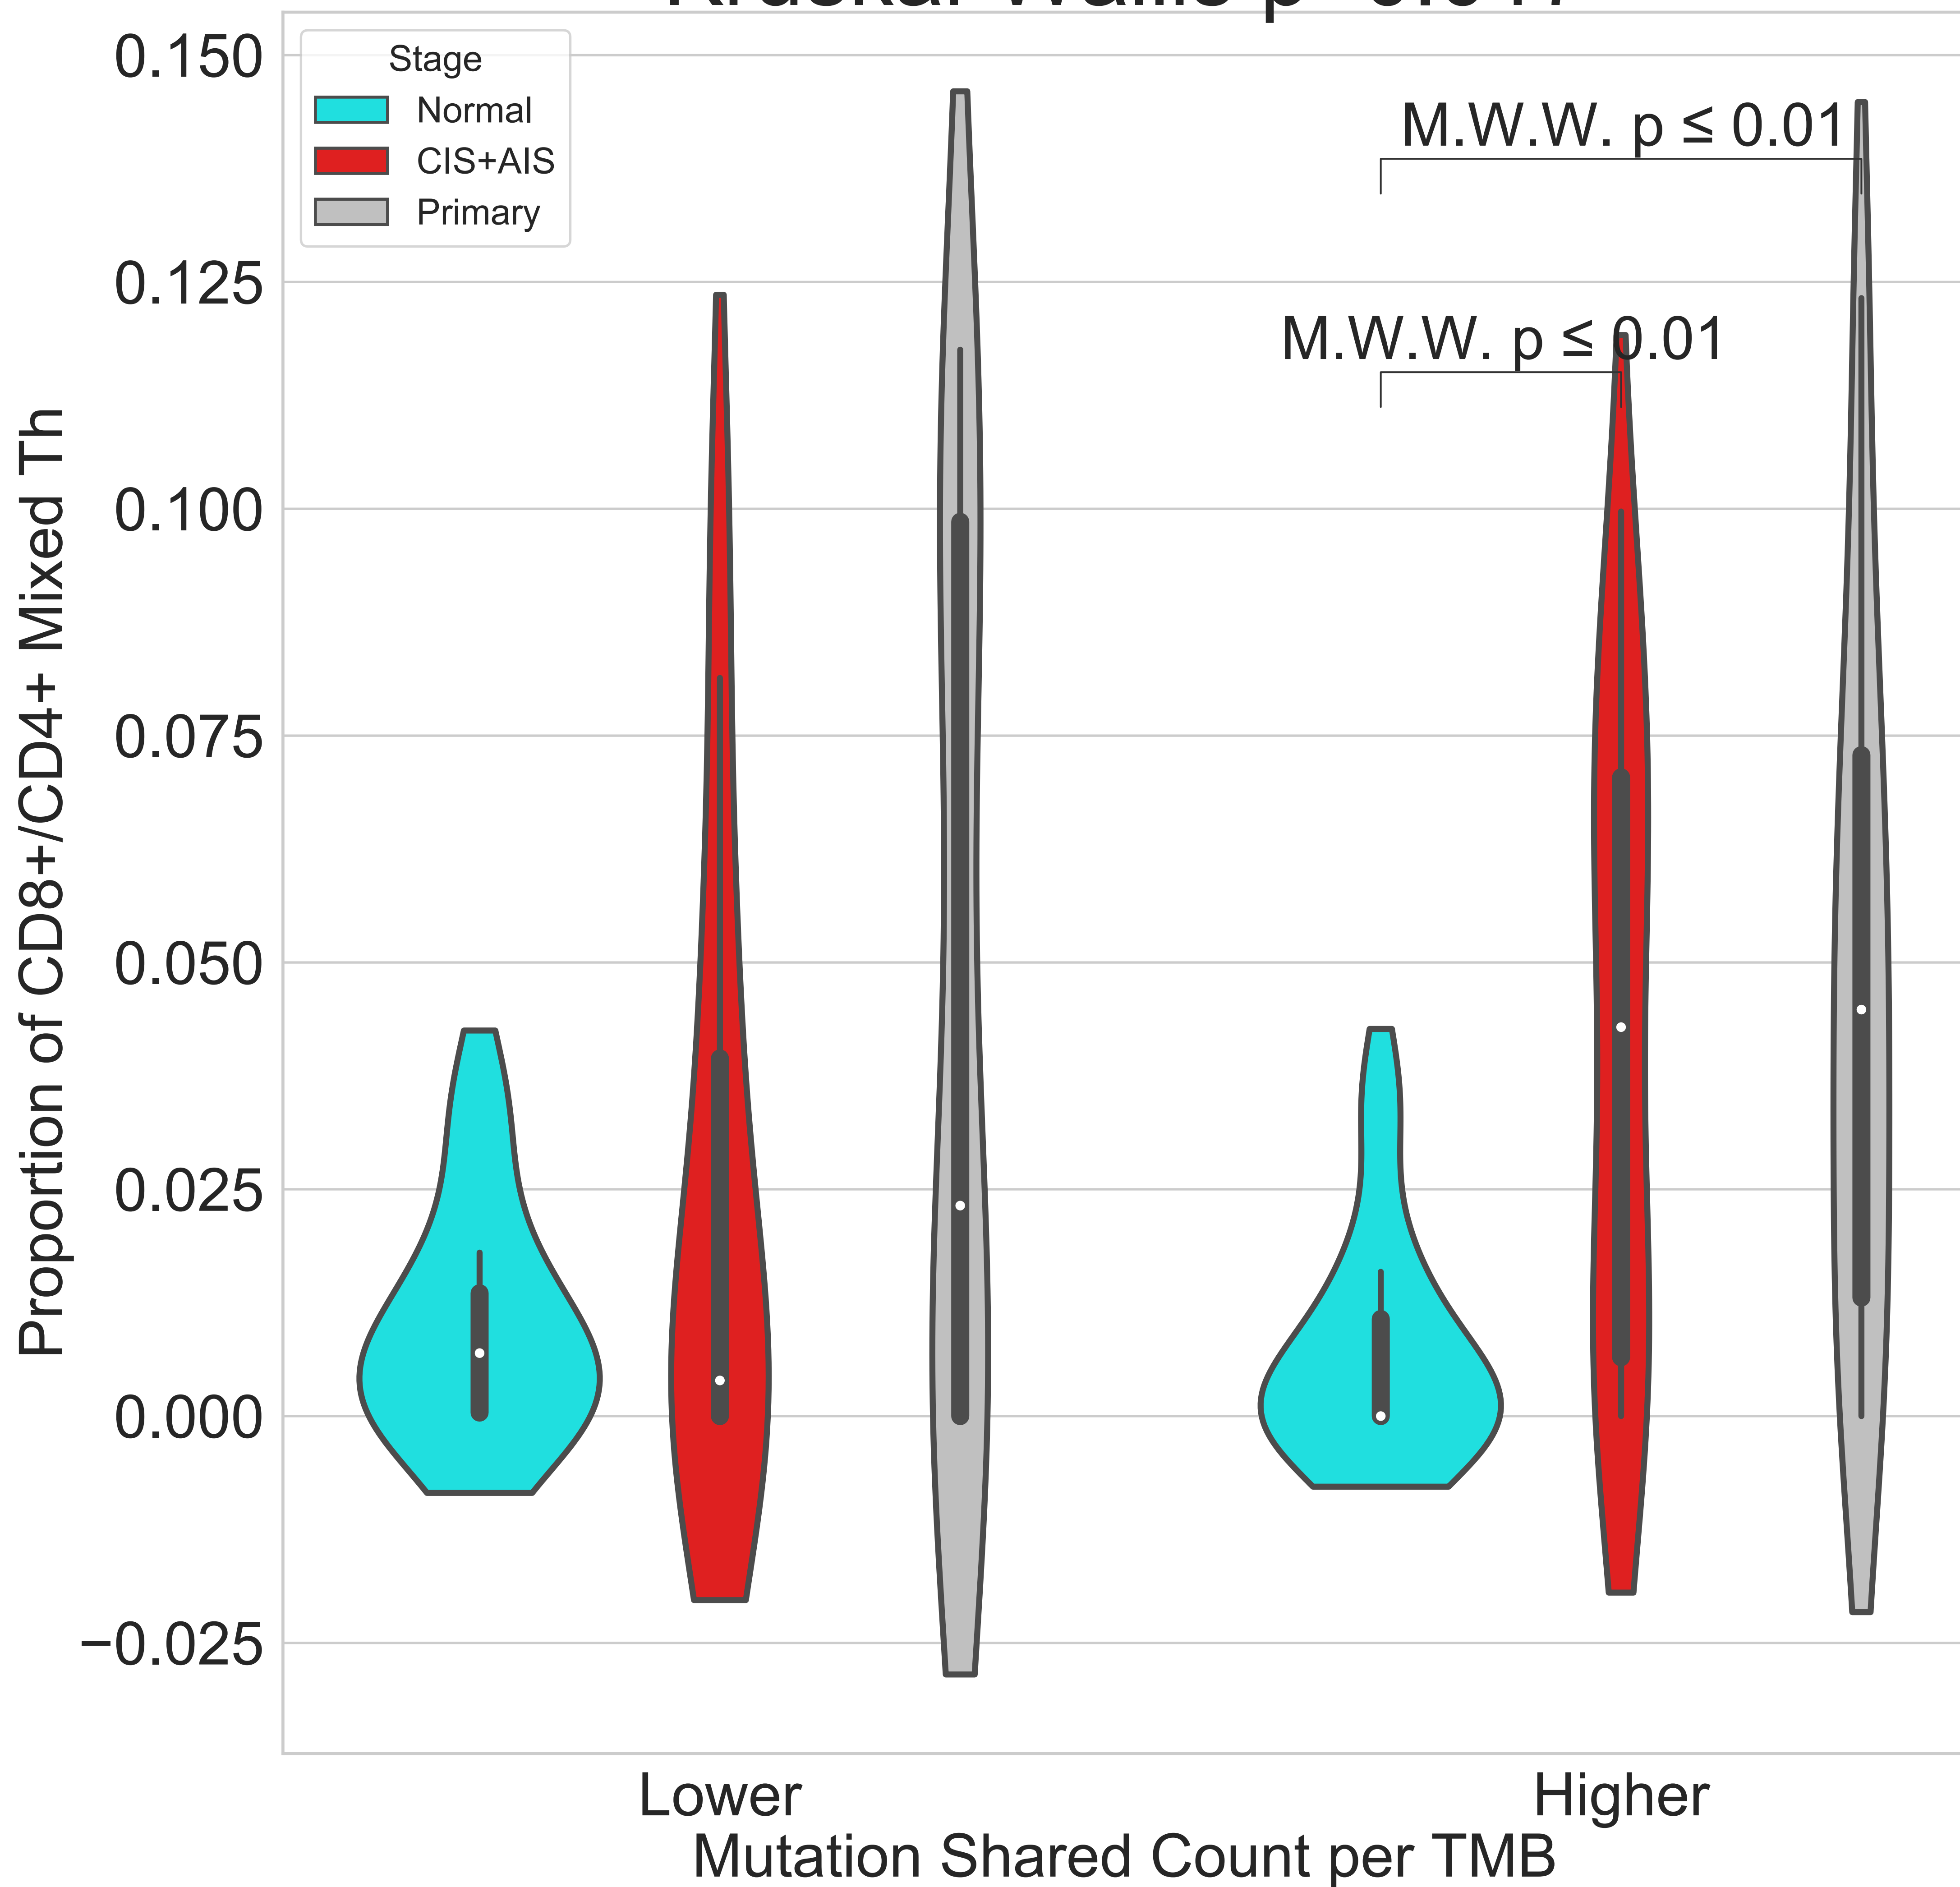 0.150
0.125
0.100
0.075
0.050
0.025
0.000
−0.025
Proportion of CD8+/CD4+ Mixed Th
Stage
Normal
CIS+AIS
Primary
M.W.W. p ≤ 0.01
M.W.W. p ≤ 0.01
Lower
Higher
Mutation Shared Count per TMB